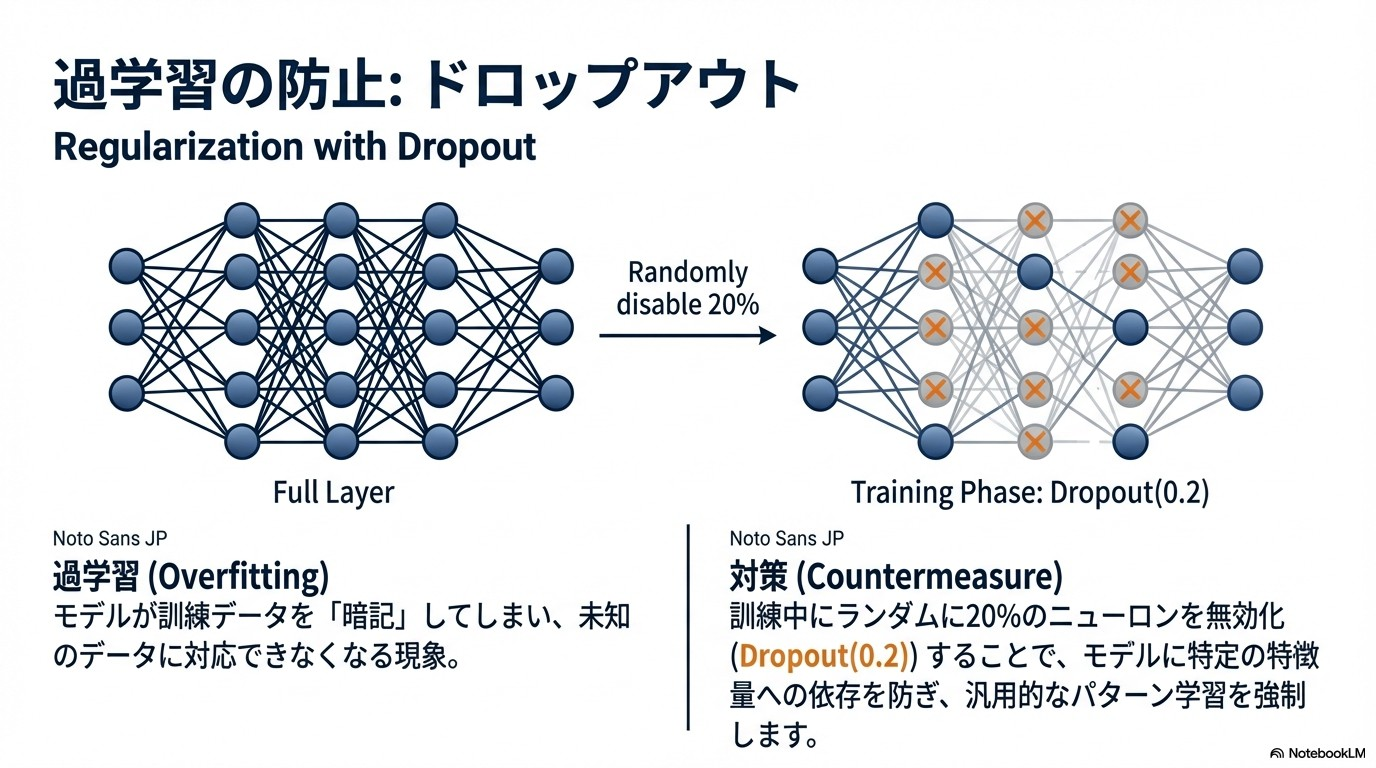 過学習の防止: ドロップアウト
Regularization with Dropout
Randomly
disable 20%
Full Layer
Training Phase: Dropout(0.2)
Noto Sans JP
過学習 (Overfitting)
モデルが訓練データを「暗記」してしまい、未知
のデータに対応できなくなる現象。
Noto Sans JP
対策 (Countermeasure)
訓練中にランダムに20%のニューロンを無効化
(Dropout(0.2)) することで、モデルに特定の特徴
量への依存を防ぎ、汎用的なパターン学習を強制
します。
NotebookLM